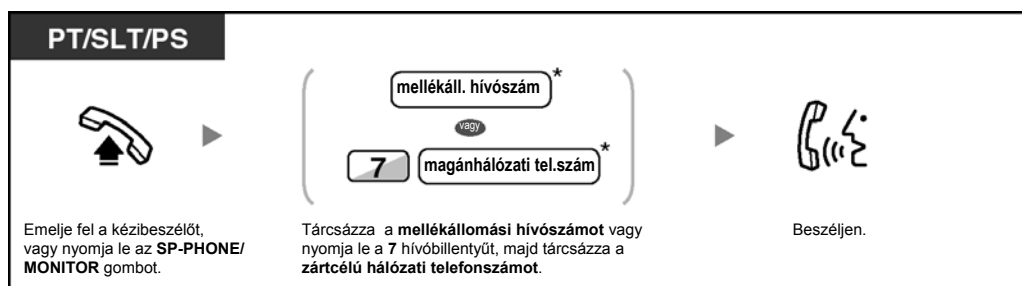 PT/SLT/PS
mellékáll. hívószám*
vagy
7 magánhálózati tel.szám*
Emelje fel a kézibeszélőt,
vagy nyomja le az SP-PHONE/
MONITOR gombot.
Tárcsázza a mellékállomási hívószámot vagy
nyomja le a 7 hívóbillentyűt, majd tárcsázza a
zártcélú hálózati telefonszámot.
Beszéljen.